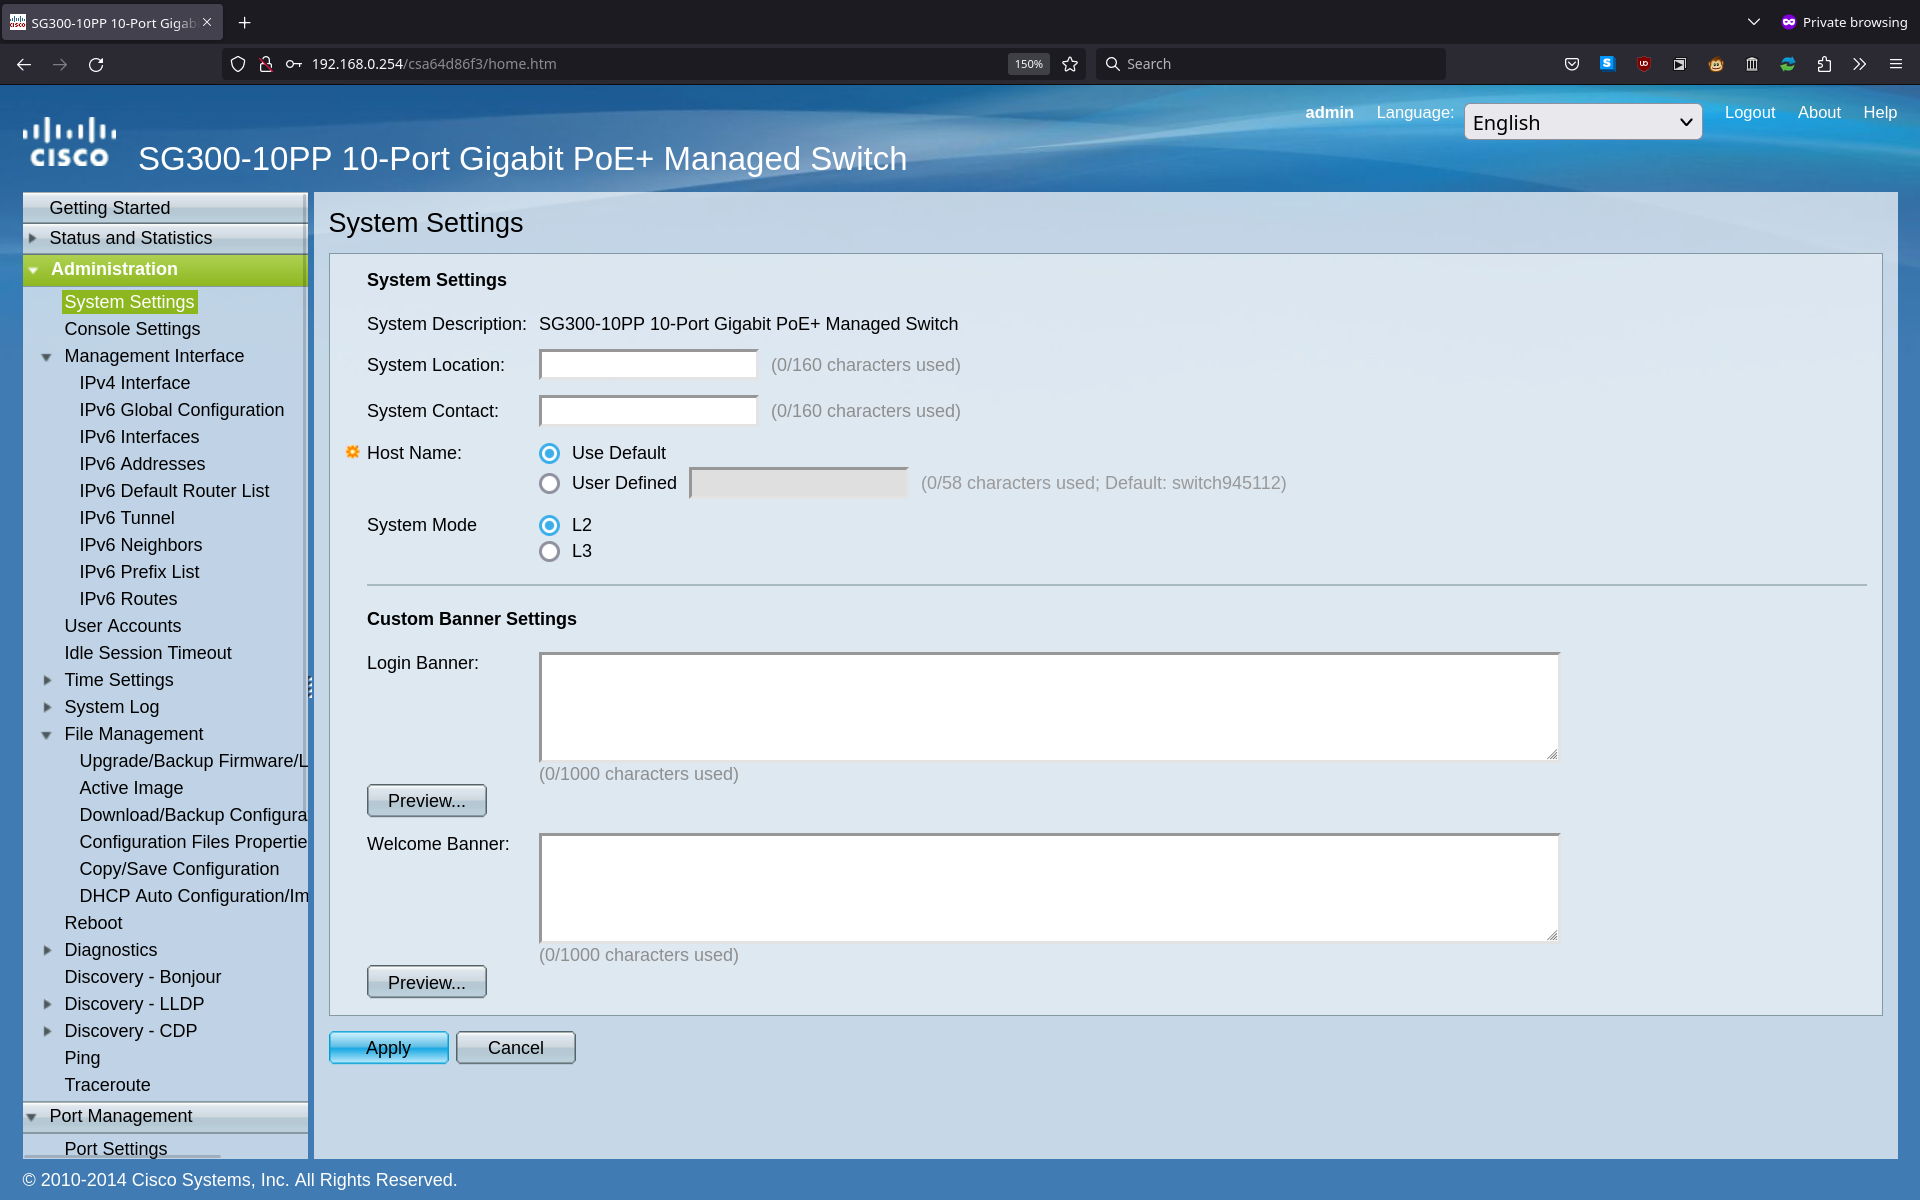 SG300-10PP 10-Port Gigab
Private browsing
192.168.0.254/csa64d86f3/home.htm
150%
Search
admin
Language:
English
Logout
About
Help
CISCO
SG300-10PP 10-Port Gigabit PoE+ Managed Switch
Getting Started
Status and Statistics
Administration
System Settings
Console Settings
Management Interface
IPv4 Interface
IPv6 Global Configuration
IPv6 Interfaces
IPv6 Addresses
IPv6 Default Router List
IPv6 Tunnel
IPv6 Neighbors
IPv6 Prefix List
IPv6 Routes
User Accounts
Idle Session Timeout
Time Settings
System Log
File Management
Upgrade/Backup Firmware/L
Active Image
Download/Backup Configura
Configuration Files Propertie
Copy/Save Configuration
DHCP Auto Configuration/Im
Reboot
Diagnostics
Discovery - Bonjour
Discovery - LLDP
Discovery - CDP
Ping
Traceroute
Port Management
Port Settings
System Settings
System Settings
System Description: SG300-10PP 10-Port Gigabit PoE+ Managed Switch
System Location: (0/160 characters used)
System Contact: (0/160 characters used)
Host Name: Use Default
User Defined (0/58 characters used; Default: switch945112)
System Mode L2
L3
Custom Banner Settings
Login Banner:
(0/1000 characters used)
Preview...
Welcome Banner:
(0/1000 characters used)
Preview...
Apply Cancel
© 2010-2014 Cisco Systems, Inc. All Rights Reserved.